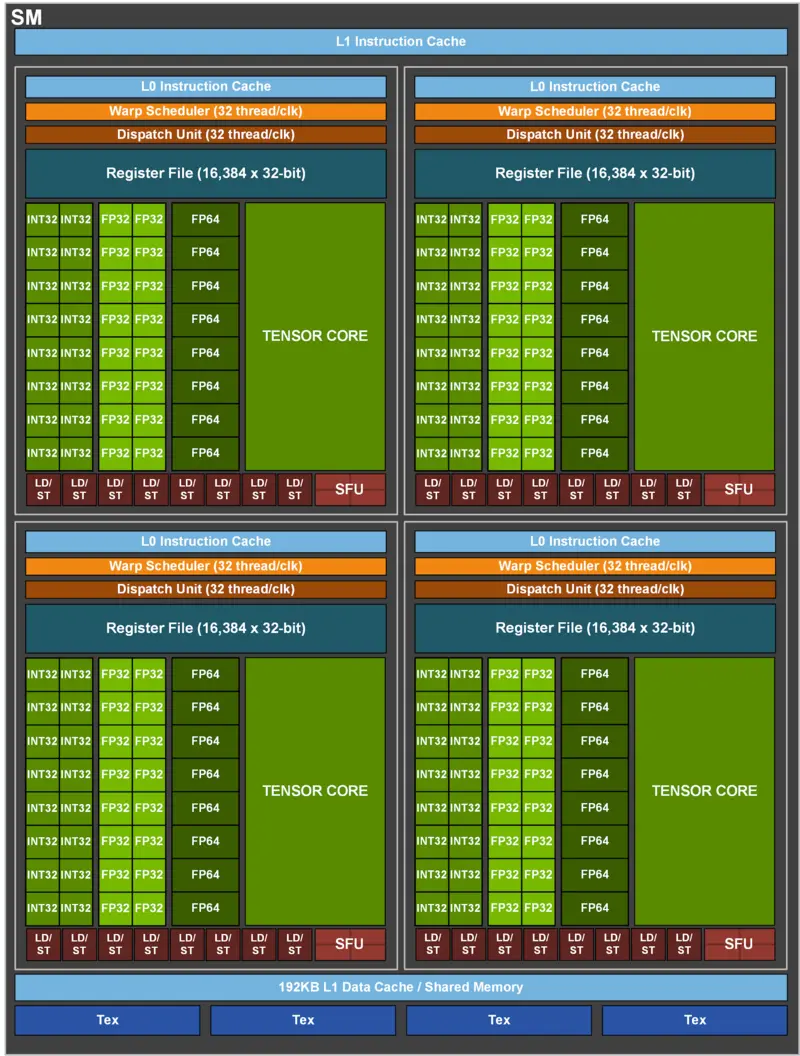 SM
L1 Instruction Cache
L0 Instruction Cache
Warp Scheduler (32 thread/clk)
Dispatch Unit (32 thread/clk)
Register File (16,384 x 32-bit)
INT32 INT32 FP32 FP32 FP64
INT32 INT32 FP32 FP32 FP64
INT32 INT32 FP32 FP32 FP64
INT32 INT32 FP32 FP32 FP64
TENSOR CORE
INT32 INT32 FP32 FP32 FP64
INT32 INT32 FP32 FP32 FP64
INT32 INT32 FP32 FP32 FP64
INT32 INT32 FP32 FP32 FP64
LD/ LD/ LD/ LD/ LD/ LD/ LD/ LD/
ST ST ST ST ST ST ST ST
SFU
L0 Instruction Cache
Warp Scheduler (32 thread/clk)
Dispatch Unit (32 thread/clk)
Register File (16,384 x 32-bit)
INT32 INT32 FP32 FP32 FP64
INT32 INT32 FP32 FP32 FP64
INT32 INT32 FP32 FP32 FP64
INT32 INT32 FP32 FP32 FP64
TENSOR CORE
INT32 INT32 FP32 FP32 FP64
INT32 INT32 FP32 FP32 FP64
INT32 INT32 FP32 FP32 FP64
INT32 INT32 FP32 FP32 FP64
LD/ LD/ LD/ LD/ LD/ LD/ LD/ LD/
ST ST ST ST ST ST ST ST
SFU
L0 Instruction Cache
Warp Scheduler (32 thread/clk)
Dispatch Unit (32 thread/clk)
Register File (16,384 x 32-bit)
INT32 INT32 FP32 FP32 FP64
INT32 INT32 FP32 FP32 FP64
INT32 INT32 FP32 FP32 FP64
INT32 INT32 FP32 FP32 FP64
TENSOR CORE
INT32 INT32 FP32 FP32 FP64
INT32 INT32 FP32 FP32 FP64
INT32 INT32 FP32 FP32 FP64
INT32 INT32 FP32 FP32 FP64
LD/ LD/ LD/ LD/ LD/ LD/ LD/ LD/
ST ST ST ST ST ST ST ST
SFU
L0 Instruction Cache
Warp Scheduler (32 thread/clk)
Dispatch Unit (32 thread/clk)
Register File (16,384 x 32-bit)
INT32 INT32 FP32 FP32 FP64
INT32 INT32 FP32 FP32 FP64
INT32 INT32 FP32 FP32 FP64
INT32 INT32 FP32 FP32 FP64
TENSOR CORE
INT32 INT32 FP32 FP32 FP64
INT32 INT32 FP32 FP32 FP64
INT32 INT32 FP32 FP32 FP64
INT32 INT32 FP32 FP32 FP64
LD/ LD/ LD/ LD/ LD/ LD/ LD/ LD/
ST ST ST ST ST ST ST ST
SFU
192KB L1 Data Cache / Shared Memory
Tex Tex Tex Tex